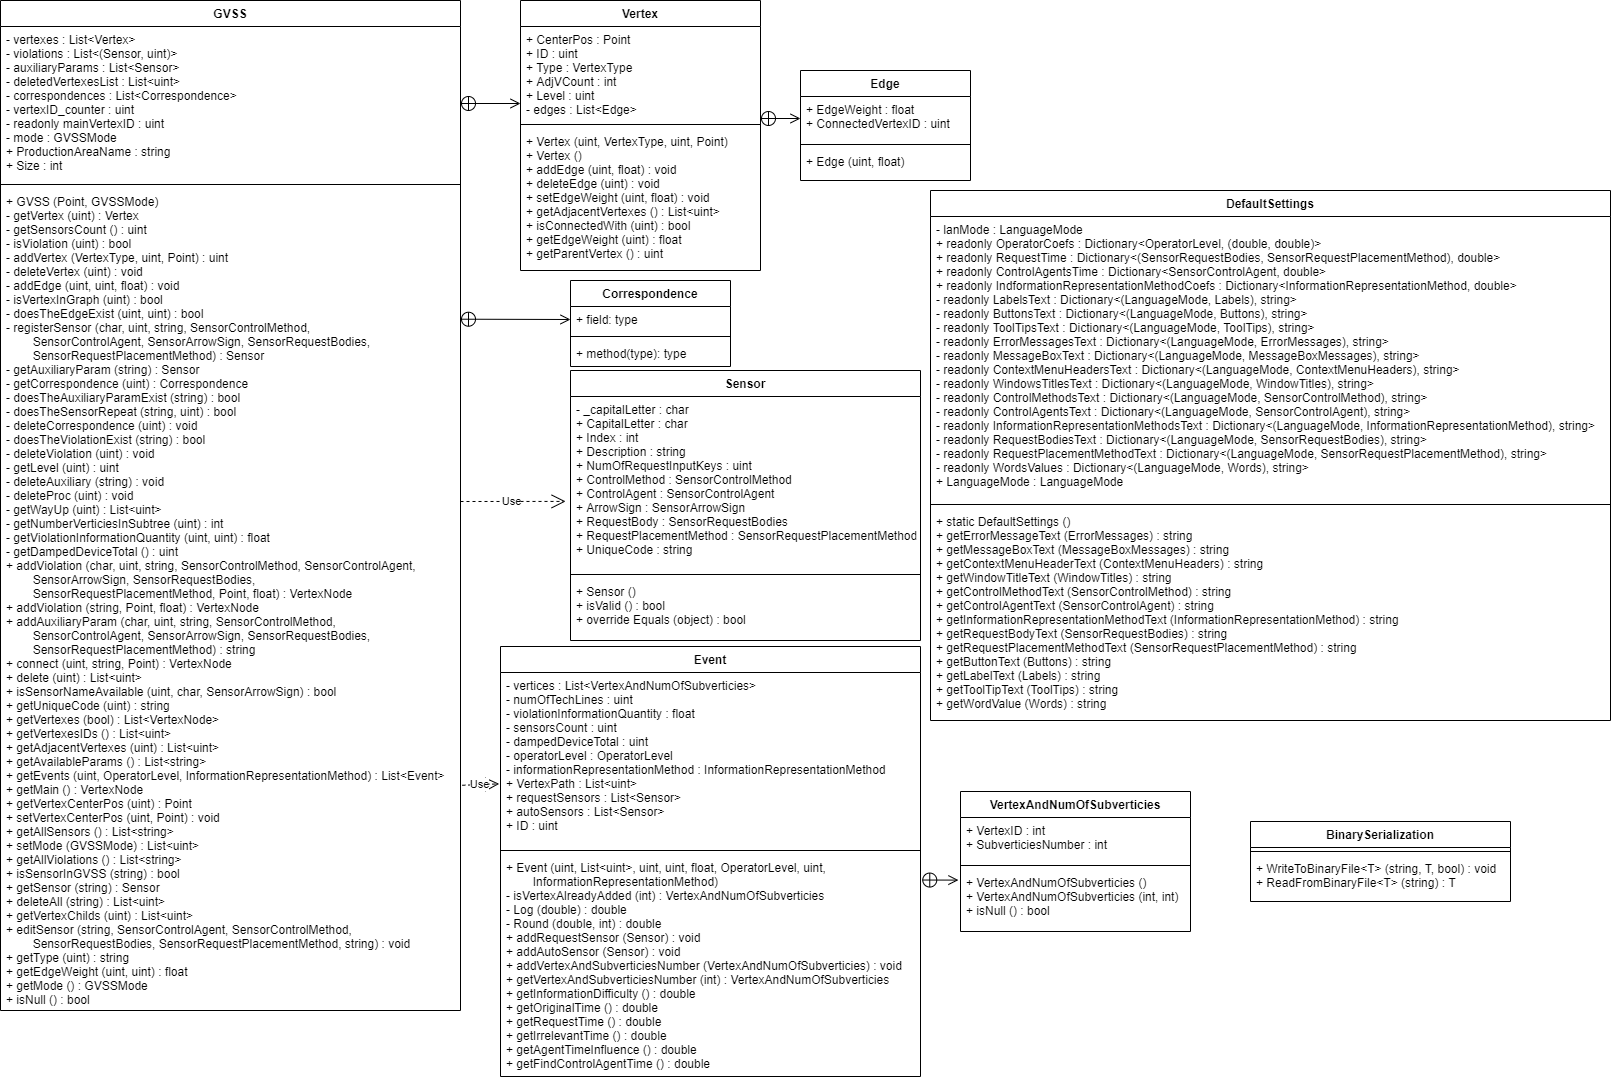 GVSS
- vertexes : List<Vertex>
- violations : List<(Sensor, uint)>
- auxiliaryParams : List<Sensor>
- deletedVertexesList : List<uint>
- correspondences : List<Correspondence>
- vertexID_counter : uint
- readonly mainVertexID : uint
- mode : GVSSMode
+ ProductionAreaName : string
+ Size : int
+ GVSS (Point, GVSSMode)
- getVertex (uint) : Vertex
- getSensorsCount () : uint
- isViolation (uint) : bool
- addVertex (VertexType, uint, Point) : uint
- deleteVertex (uint) : void
- addEdge (uint, uint, float) : void
- isVertexInGraph (uint) : bool
- doesTheEdgeExist (uint, uint) : bool
- registerSensor (char, uint, string, SensorControlMethod,
SensorControlAgent, SensorArrowSign, SensorRequestBodies,
SensorRequestPlacementMethod) : Sensor
- getAuxiliaryParam (string) : Sensor
- getCorrespondence (uint) : Correspondence
- doesTheAuxiliaryParamExist (string) : bool
- doesTheSensorRepeat (string, uint) : bool
- deleteCorrespondence (uint) : void
- doesTheViolationExist (string) : bool
- deleteViolation (uint) : void
- getLevel (uint) : uint
- deleteAuxiliary (string) : void
- deleteProc (uint) : void
- getWayUp (uint) : List<uint>
- getNumberVerticiesInSubtree (uint) : int
- getViolationInformationQuantity (uint, uint) : float
- getDampedDeviceTotal () : uint
+ addViolation (char, uint, string, SensorControlMethod, SensorControlAgent,
SensorArrowSign, SensorRequestBodies,
SensorRequestPlacementMethod, Point, float) : VertexNode
+ addViolation (string, Point, float) : VertexNode
+ addAuxiliaryParam (char, uint, string, SensorControlMethod,
SensorControlAgent, SensorArrowSign, SensorRequestBodies,
SensorRequestPlacementMethod) : string
+ connect (uint, string, Point) : VertexNode
+ delete (uint) : List<uint>
+ isSensorNameAvailable (uint, char, SensorArrowSign) : bool
+ getUniqueCode (uint) : string
+ getVertexes (bool) : List<VertexNode>
+ getVertexesIDs () : List<uint>
+ getAdjacentVertexes (uint) : List<uint>
+ getAvailableParams () : List<string>
+ getEvents (uint, OperatorLevel, InformationRepresentationMethod) : List<Event>
+ getMain () : VertexNode
+ getVertexCenterPos (uint) : Point
+ setVertexCenterPos (uint, Point) : void
+ getAllSensors () : List<string>
+ setMode (GVSSMode) : List<uint>
+ getAllViolations () : List<string>
+ isSensorInGVSS (string) : bool
+ getSensor (string) : Sensor
+ deleteAll (string) : List<uint>
+ getVertexChilds (uint) : List<uint>
+ editSensor (string, SensorControlAgent, SensorControlMethod,
SensorRequestBodies, SensorRequestPlacementMethod, string) : void
+ getType (uint) : string
+ getEdgeWeight (uint, uint) : float
+ getMode () : GVSSMode
+ isNull () : bool
Vertex
+ CenterPos : Point
+ ID : uint
+ Type : VertexType
+ AdjVCount : int
+ Level : uint
- edges : List<Edge>
+ Vertex (uint, VertexType, uint, Point)
+ Vertex ()
+ addEdge (uint, float) : void
+ deleteEdge (uint) : void
+ setEdgeWeight (uint, float) : void
+ getAdjacentVertexes () : List<uint>
+ isConnectedWith (uint) : bool
+ getEdgeWeight (uint) : float
+ getParentVertex () : uint
Edge
+ EdgeWeight : float
+ ConnectedVertexID : uint
+ Edge (uint, float)
Correspondence
+ field: type
+ method(type): type
Use
Sensor
- _capitalLetter : char
+ CapitalLetter : char
+ Index : int
+ Description : string
+ NumOfRequestInputKeys : uint
+ ControlMethod : SensorControlMethod
+ ControlAgent : SensorControlAgent
+ ArrowSign : SensorArrowSign
+ RequestBody : SensorRequestBodies
+ RequestPlacementMethod : SensorRequestPlacementMethod
+ UniqueCode : string
+ Sensor ()
+ isValid () : bool
+ override Equals (object) : bool
Use
Event
- vertices : List<VertexAndNumOfSubverticies>
- numOfTechLines : uint
- violationInformationQuantity : float
- sensorsCount : uint
- dampedDeviceTotal : uint
- operatorLevel : OperatorLevel
- informationRepresentationMethod : InformationRepresentationMethod
+ VertexPath : List<uint>
+ requestSensors : List<Sensor>
+ autoSensors : List<Sensor>
+ ID : uint
+ Event (uint, List<uint>, uint, uint, float, OperatorLevel, uint,
InformationRepresentationMethod)
- isVertexAlreadyAdded (int) : VertexAndNumOfSubverticies
- Log (double) : double
- Round (double, int) : double
+ addRequestSensor (Sensor) : void
+ addAutoSensor (Sensor) : void
+ addVertexAndSubverticiesNumber (VertexAndNumOfSubverticies) : void
+ getVertexAndSubverticiesNumber (int) : VertexAndNumOfSubverticies
+ getInformationDifficulty () : double
+ getOriginalTime () : double
+ getRequestTime () : double
+ getIrrelevantTime () : double
+ getAgentTimeInfluence () : double
+ getFindControlAgentTime () : double
DefaultSettings
- lanMode : LanguageMode
+ readonly OperatorCoefs : Dictionary<OperatorLevel, (double, double)>
+ readonly RequestTime : Dictionary<(SensorRequestBodies, SensorRequestPlacementMethod), double>
+ readonly ControlAgentsTime : Dictionary<SensorControlAgent, double>
+ readonly IndformationRepresentationMethodCoefs : Dictionary<InformationRepresentationMethod, double>
- readonly LabelsText : Dictionary<(LanguageMode, Labels), string>
- readonly ButtonsText : Dictionary<(LanguageMode, Buttons), string>
- readonly ToolTipsText : Dictionary<(LanguageMode, ToolTips), string>
- readonly ErrorMessagesText : Dictionary<(LanguageMode, ErrorMessages), string>
- readonly MessageBoxText : Dictionary<(LanguageMode, MessageBoxMessages), string>
- readonly ContextMenuHeadersText : Dictionary<(LanguageMode, ContextMenuHeaders), string>
- readonly WindowsTitlesText : Dictionary<(LanguageMode, WindowTitles), string>
- readonly ControlMethodsText : Dictionary<(LanguageMode, SensorControlMethod), string>
- readonly ControlAgentsText : Dictionary<(LanguageMode, SensorControlAgent), string>
- readonly InformationRepresentationMethodsText : Dictionary<(LanguageMode, InformationRepresentationMethod), string>
- readonly RequestBodiesText : Dictionary<(LanguageMode, SensorRequestBodies), string>
- readonly RequestPlacementMethodText : Dictionary<(LanguageMode, SensorRequestPlacementMethod), string>
- readonly WordsValues : Dictionary<(LanguageMode, Words), string>
+ LanguageMode : LanguageMode
+ static DefaultSettings ()
+ getErrorMessageText (ErrorMessages) : string
+ getMessageBoxText (MessageBoxMessages) : string
+ getContextMenuHeaderText (ContextMenuHeaders) : string
+ getWindowTitleText (WindowTitles) : string
+ getControlMethodText (SensorControlMethod) : string
+ getControlAgentText (SensorControlAgent) : string
+ getInformationRepresentationMethodText (InformationRepresentationMethod) : string
+ getRequestBodyText (SensorRequestBodies) : string
+ getRequestPlacementMethodText (SensorRequestPlacementMethod) : string
+ getButtonText (Buttons) : string
+ getLabelText (Labels) : string
+ getToolTipText (ToolTips) : string
+ getWordValue (Words) : string
VertexAndNumOfSubverticies
+ VertexID : int
+ SubverticiesNumber : int
+ VertexAndNumOfSubverticies ()
+ VertexAndNumOfSubverticies (int, int)
+ isNull () : bool
BinarySerialization
+ WriteToBinaryFile<T> (string, T, bool) : void
+ ReadFromBinaryFile<T> (string) : T